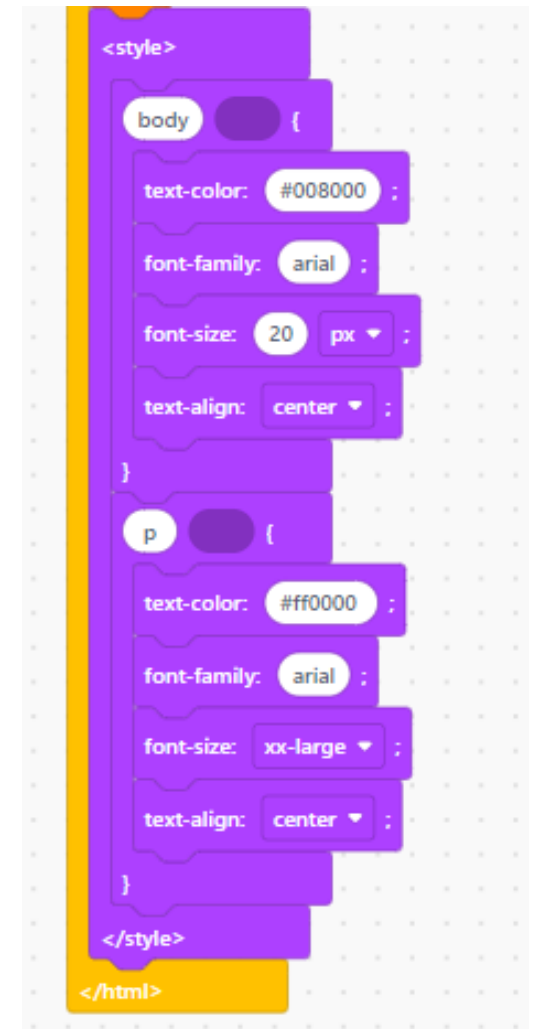 <style>
body {
text-color: #008000 ;
font-family: arial ;
font-size: 20 px ;
text-align: center ;
}
p {
text-color: #ff0000 ;
font-family: arial ;
font-size: xx-large ;
text-align: center ;
}
</style>
</html>